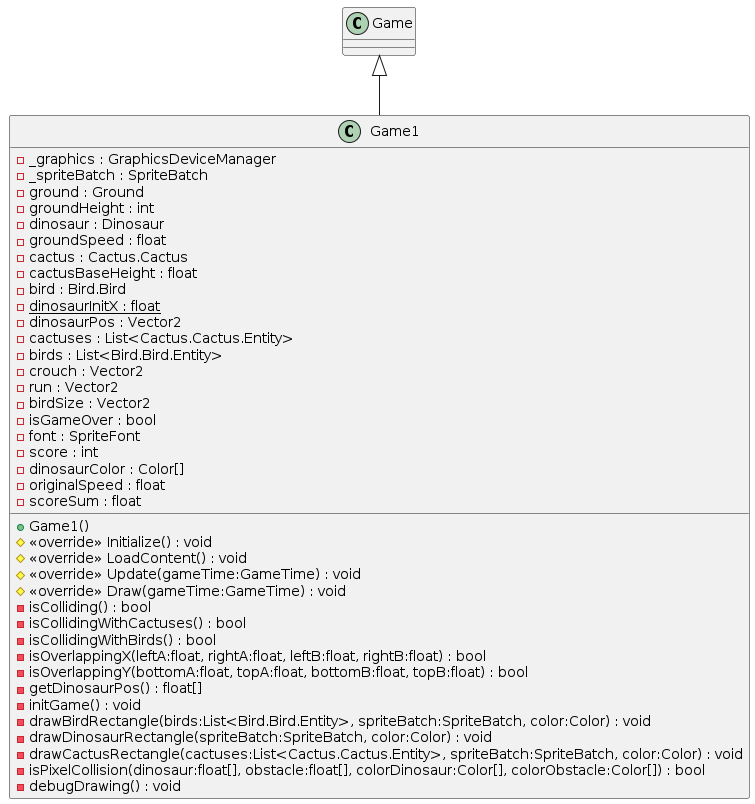 C Game
C Game1
_graphics : GraphicsDeviceManager
_spriteBatch : SpriteBatch
ground : Ground
groundHeight : int
dinosaur : Dinosaur
groundSpeed : float
cactus : Cactus.Cactus
cactusBaseHeight : float
bird : Bird.Bird
dinosaurInitX : float
dinosaurPos : Vector2
cactuses : List<Cactus.Cactus.Entity>
birds : List<Bird.Bird.Entity>
crouch : Vector2
run : Vector2
birdSize : Vector2
isGameOver : bool
font : SpriteFont
score : int
dinosaurColor : Color[]
originalSpeed : float
scoreSum : float
Game1()
«override» Initialize() : void
«override» LoadContent() : void
«override» Update(gameTime:GameTime) : void
«override» Draw(gameTime:GameTime) : void
isColliding() : bool
isCollidingWithCactuses() : bool
isCollidingWithBirds() : bool
isOverlappingX(leftA:float, rightA:float, leftB:float, rightB:float) : bool
isOverlappingY(bottomA:float, topA:float, bottomB:float, topB:float) : bool
getDinosaurPos() : float[]
initGame() : void
drawBirdRectangle(birds:List<Bird.Bird.Entity>, spriteBatch:SpriteBatch, color:Color) : void
drawDinosaurRectangle(spriteBatch:SpriteBatch, color:Color) : void
drawCactusRectangle(cactuses:List<Cactus.Cactus.Entity>, spriteBatch:SpriteBatch, color:Color) : void
isPixelCollision(dinosaur:float[], obstacle:float[], colorDinosaur:Color[], colorObstacle:Color[]) : bool
debugDrawing() : void